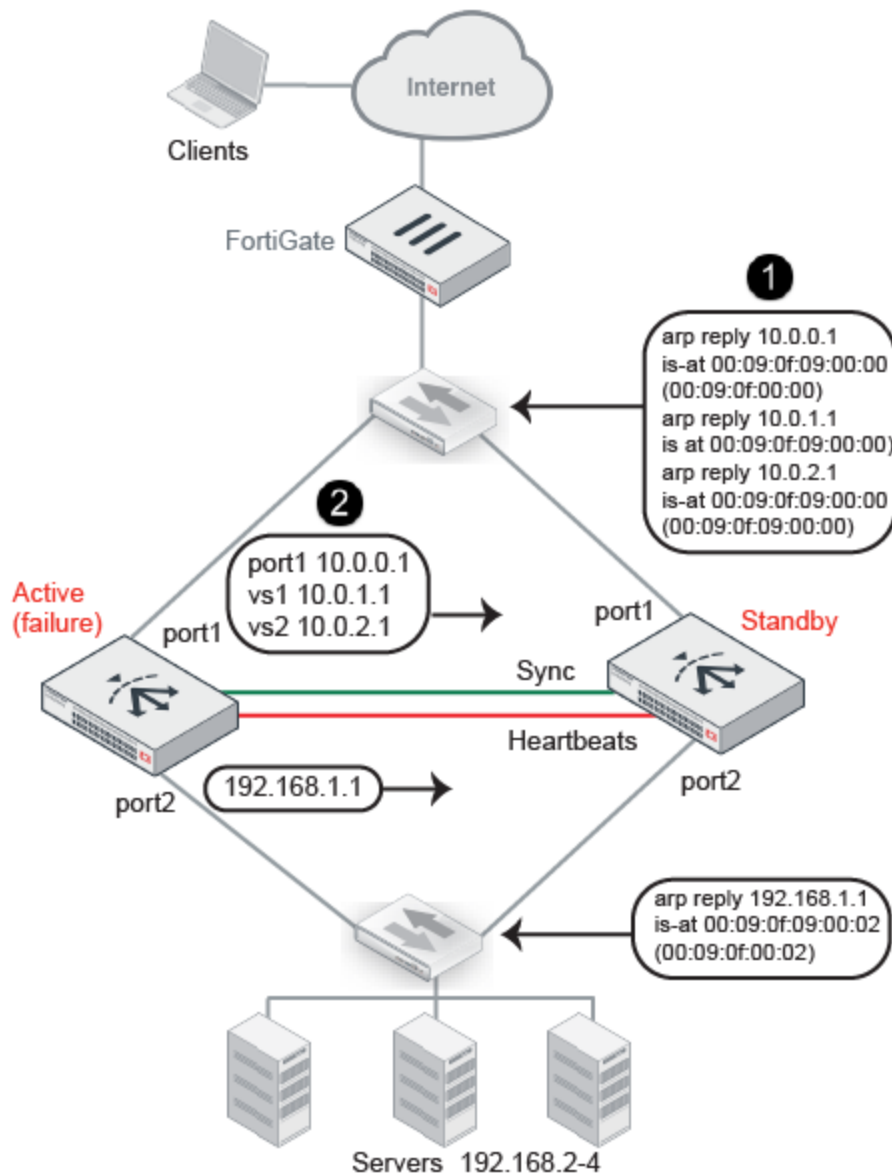 Internet
Clients
FortiGate
1
arp reply 10.0.0.1
is-at 00:09:0f:09:00:00
(00:09:0f:00:00)
arp reply 10.0.1.1
is at 00:09:0f:09:00:00)
arp reply 10.0.2.1
is-at 00:09:0f:09:00:00
(00:09:0f:09:00:00)
2
port1 10.0.0.1
vs1 10.0.1.1
vs2 10.0.2.1
Active
(failure)
port1
port1
Standby
Sync
Heartbeats
port2
192.168.1.1
port2
arp reply 192.168.1.1
is-at 00:09:0f:09:00:02
(00:09:0f:00:02)
Servers 192.168.2-4